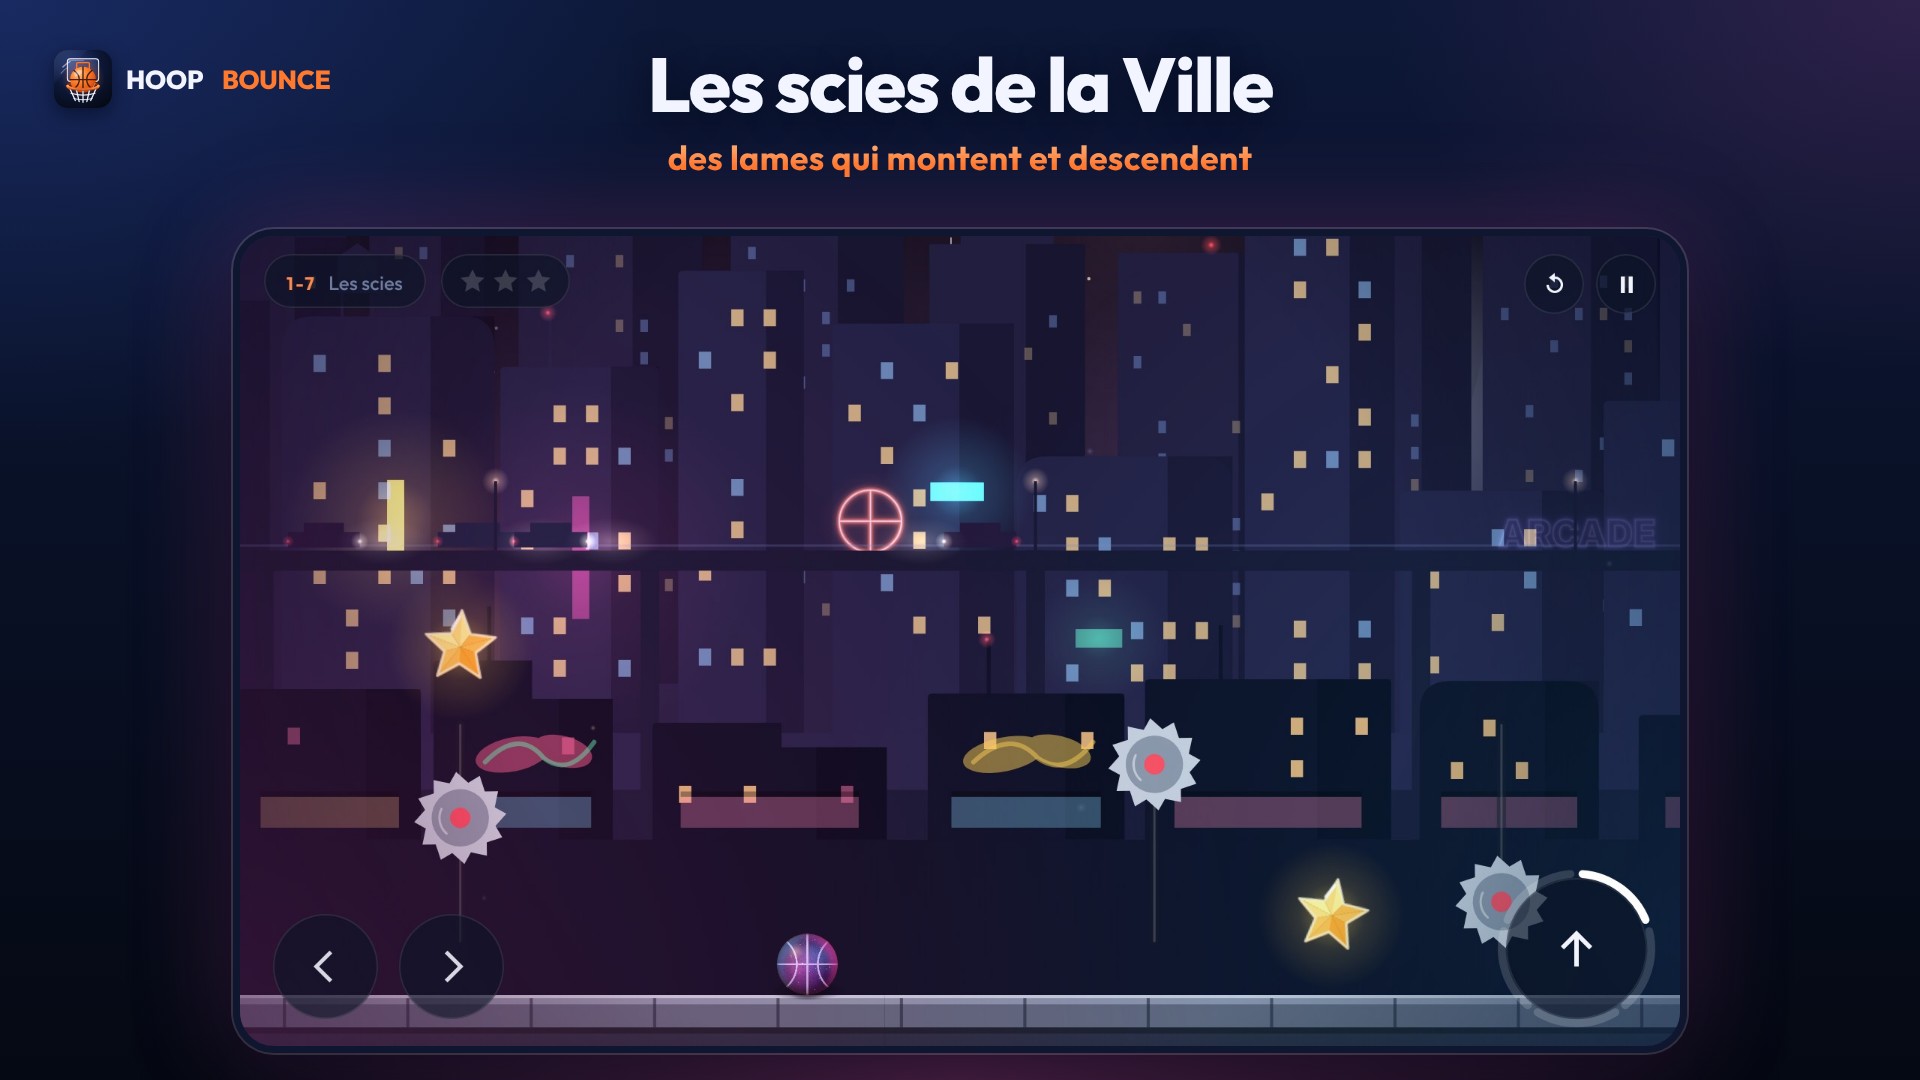 HOOP BOUNCE
Les scies de la Ville
des lames qui montent et descendent
1-7 Les scies
ARCADE